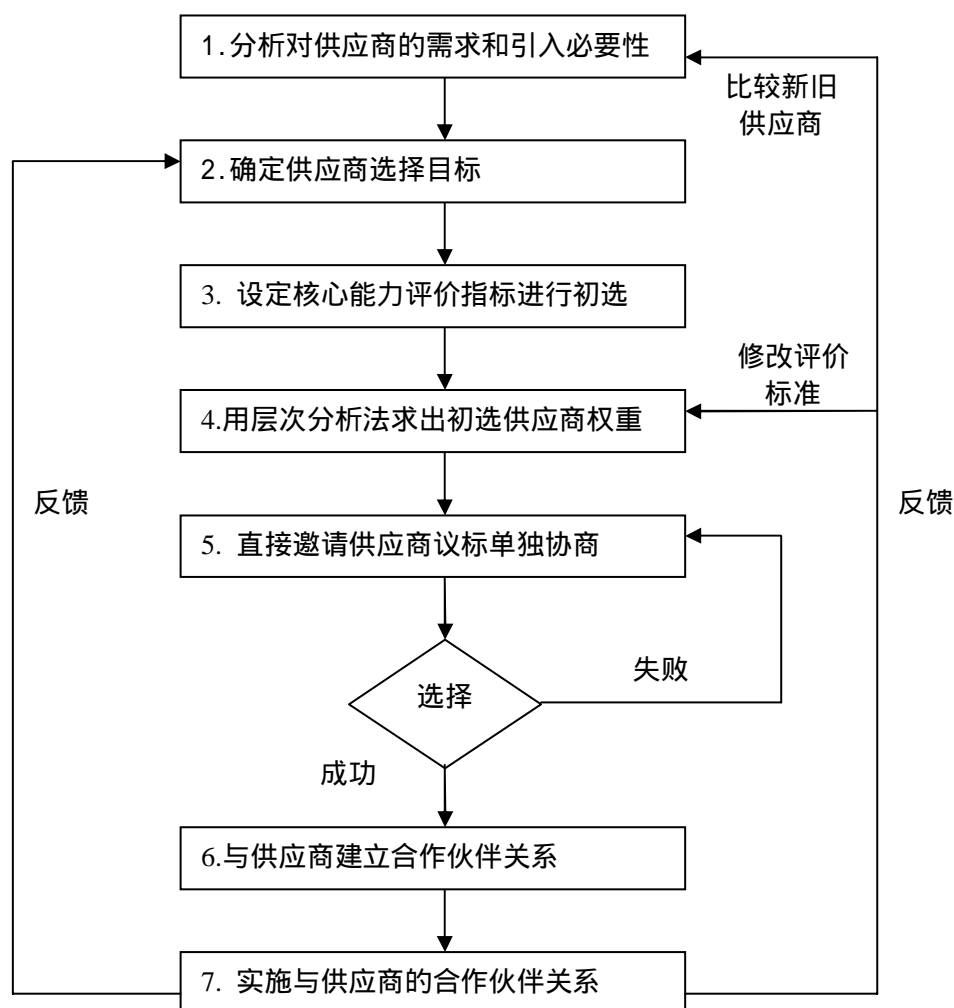 1.分析对供应商的需求和引入必要性
比较新旧
供应商
2.确定供应商选择目标
3. 设定核心能力评价指标进行初选
修改评价
标准
4.用层次分析法求出初选供应商权重
反馈
反馈
5. 直接邀请供应商议标单独协商
失败
选择
成功
6.与供应商建立合作伙伴关系
7. 实施与供应商的合作伙伴关系